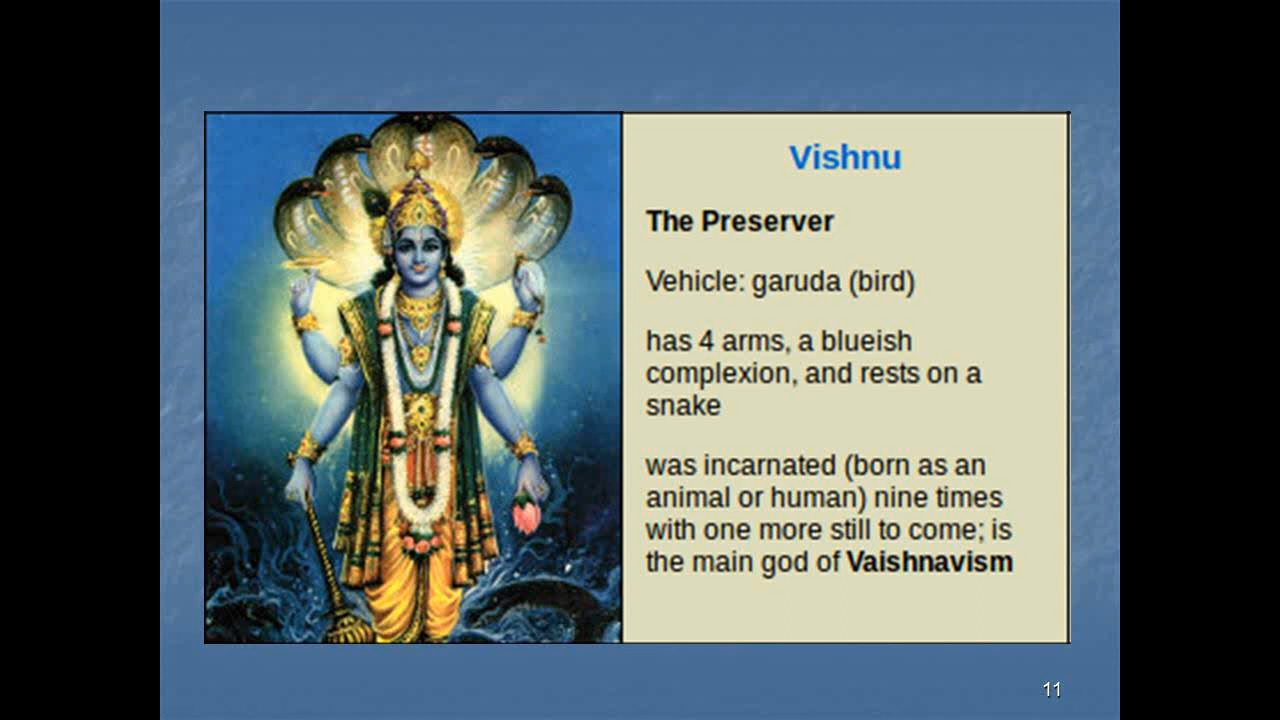 Vishnu
The Preserver
Vehicle: garuda (bird)
has 4 arms, a blueish
complexion, and rests on a
snake
was incarnated (born as an
animal or human) nine times
with one more still to come; is
the main god of Vaishnavism
11